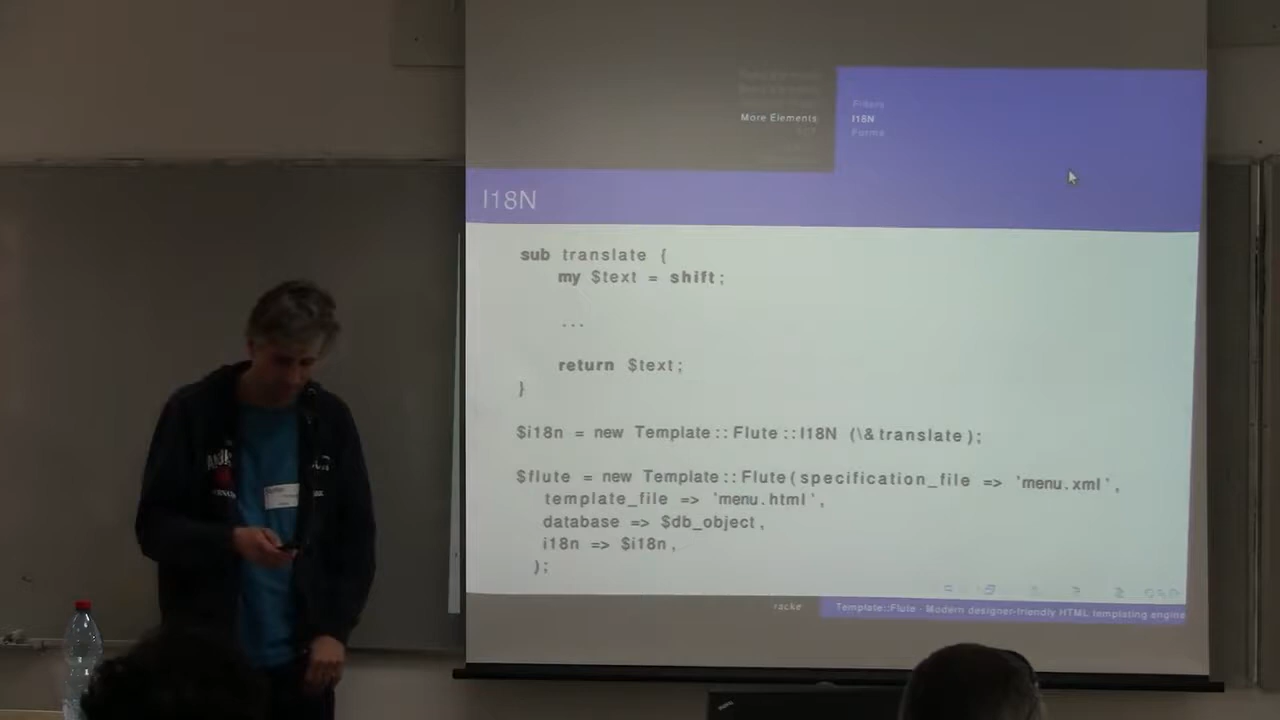 More Elements
Filters
I18N
Forms
I18N
sub translate {
my $text = shift;
...
return $text;
}
$i18n = new Template::Flute::I18N (\&translate);
$flute = new Template::Flute(specification_file => 'menu.xml',
template_file => 'menu.html',
database => $db_object,
i18n => $i18n,
);
racke
Template::Flute - Modern designer-friendly HTML templating engine